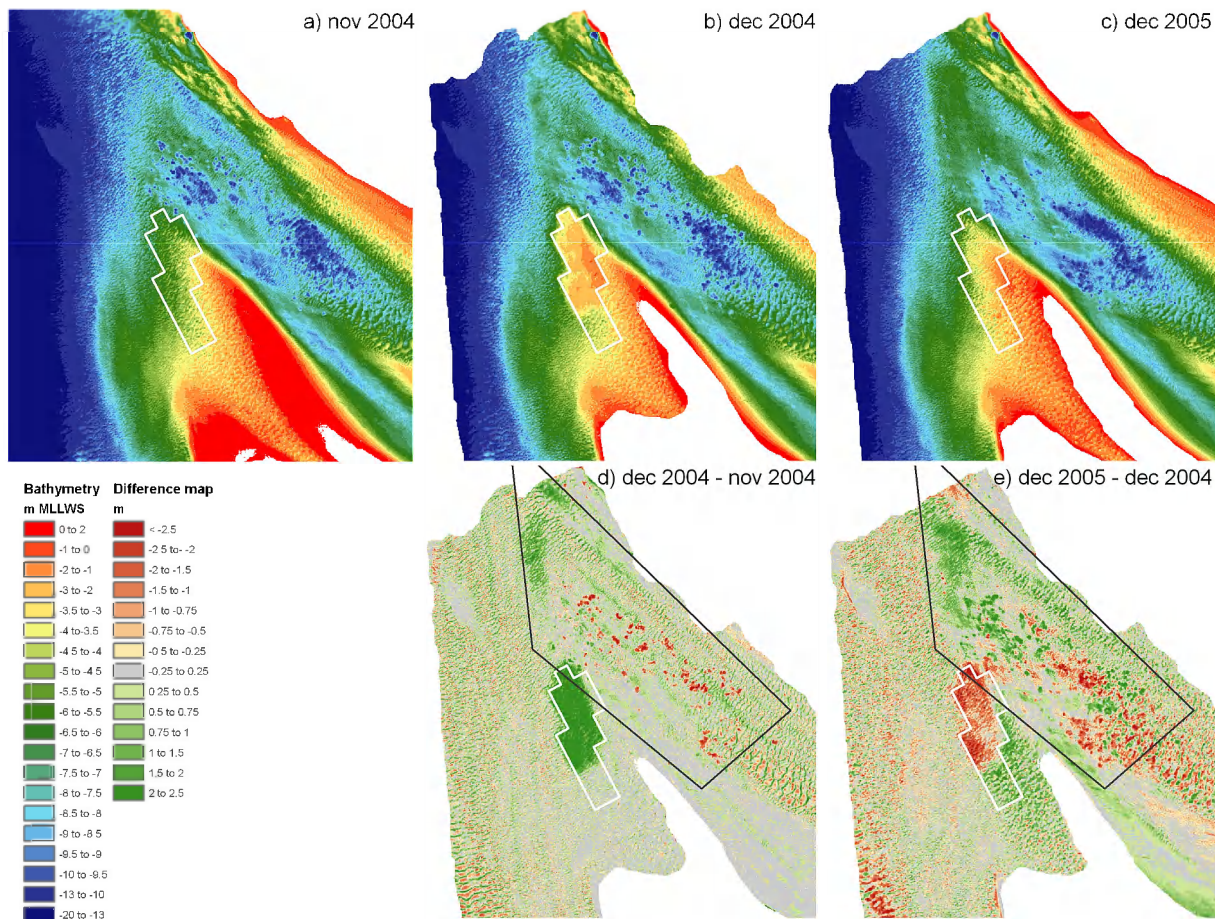 a) nov 2004
b) dec 2004
c) dec 2005
d) dec 2004 - nov 2004
e) dec 2005 - dec 2004
Bathymetry
m MLLWS
0 to 2
-1 to 0
-2 to -1
-3 to -2
-3.5 to -3
-4 to -3.5
-4.5 to -4
-5 to -4.5
-5.5 to -5
-6 to -5.5
-6.5 to -6
-7 to -6.5
-7.5 to -7
-8 to -7.5
-8.5 to -8
-9 to -8.5
-9.5 to -9
-10 to -9.5
-13 to -10
-20 to -13
Difference map
m
< -2.5
-2.5 to -2
-2 to -1.5
-1.5 to -1
-1 to -0.75
-0.75 to -0.5
-0.5 to -0.25
-0.25 to 0.25
0.25 to 0.5
0.5 to 0.75
0.75 to 1
1 to 1.5
1.5 to 2
2 to 2.5